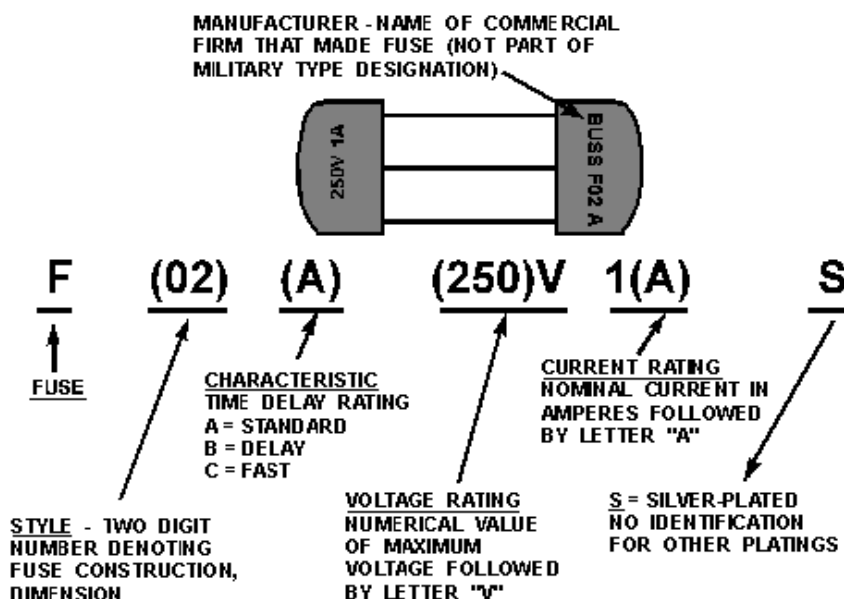 MANUFACTURER - NAME OF COMMERCIAL
FIRM THAT MADE FUSE (NOT PART OF
MILITARY TYPE DESIGNATION)
250V 1A
BUSS F02 A
F (02) (A) (250)V 1(A) S
FUSE
CHARACTERISTIC
TIME DELAY RATING
A = STANDARD
B = DELAY
C = FAST
CURRENT RATING
NOMINAL CURRENT IN
AMPERES FOLLOWED
BY LETTER "A"
STYLE - TWO DIGIT
NUMBER DENOTING
FUSE CONSTRUCTION,
DIMENSION
VOLTAGE RATING
NUMERICAL VALUE
OF MAXIMUM
VOLTAGE FOLLOWED
BY LETTER "V"
S = SILVER-PLATED
NO IDENTIFICATION
FOR OTHER PLATINGS